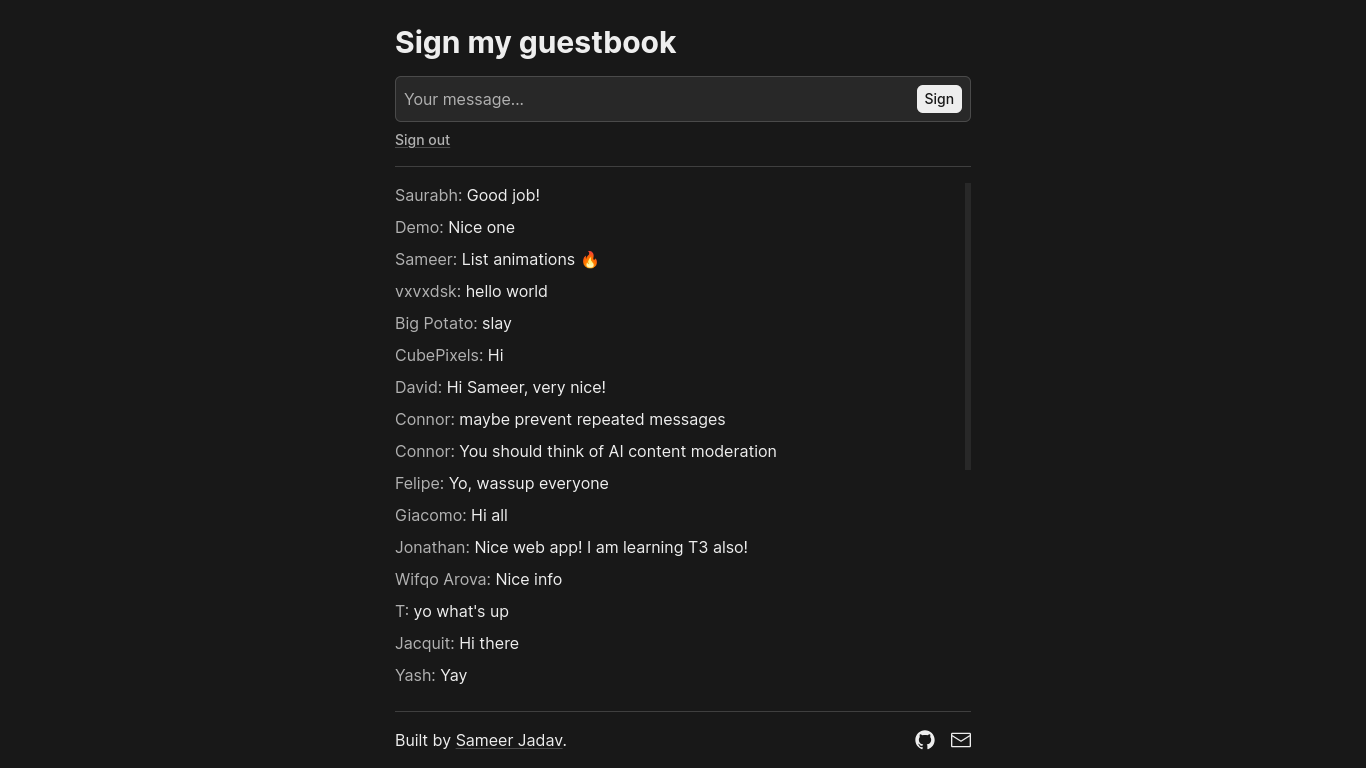 Sign my guestbook
Your message...
Sign
Sign out
Saurabh: Good job!
Demo: Nice one
Sameer: List animations 🔥
vxvxdsk: hello world
Big Potato: slay
CubePixels: Hi
David: Hi Sameer, very nice!
Connor: maybe prevent repeated messages
Connor: You should think of AI content moderation
Felipe: Yo, wassup everyone
Giacomo: Hi all
Jonathan: Nice web app! I am learning T3 also!
Wifqo Arova: Nice info
T: yo what's up
Jacquit: Hi there
Yash: Yay
Built by Sameer Jadav.